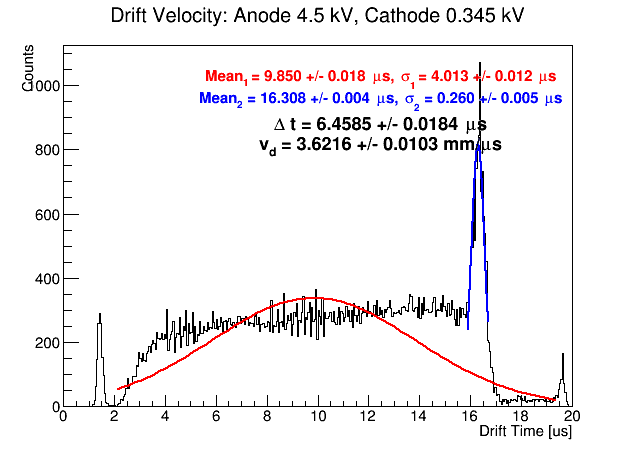 Drift Velocity: Anode 4.5 kV, Cathode 0.345 kV
Counts
Mean1 = 9.850 +/- 0.018 μs, σ1 = 4.013 +/- 0.012 μs
Mean2 = 16.308 +/- 0.004 μs, σ2 = 0.260 +/- 0.005 μs
Δ t = 6.4585 +/- 0.0184 μs
vd = 3.6216 +/- 0.0103 mm/μs
1000
800
600
400
200
0
0 2 4 6 8 10 12 14 16 18 20
Drift Time [us]